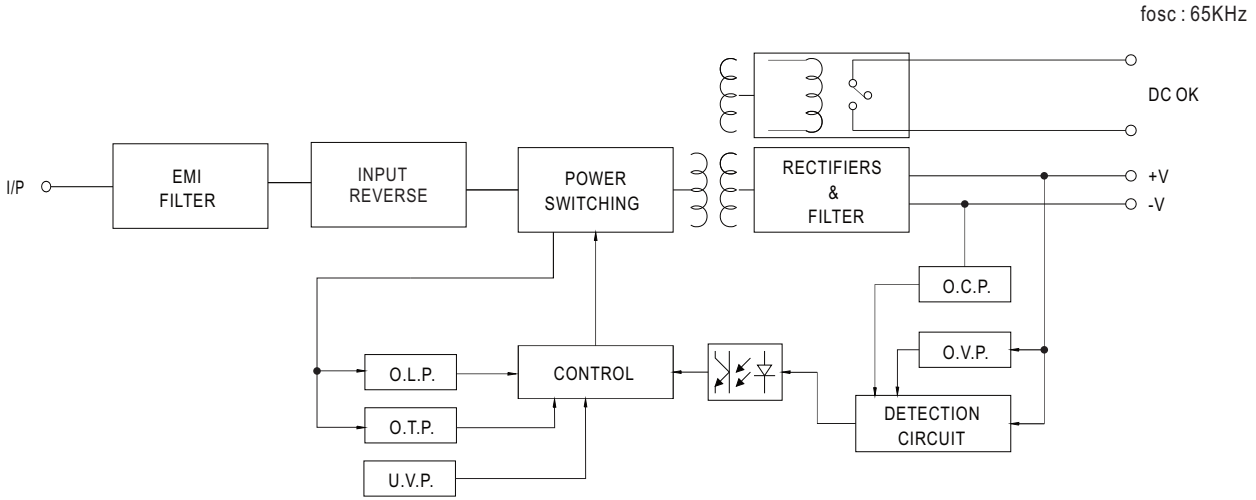 fosc : 65KHz
DC OK
I/P
EMI
FILTER
INPUT
REVERSE
POWER
SWITCHING
RECTIFIERS
&
FILTER
+V
-V
O.C.P.
O.V.P.
O.L.P.
CONTROL
DETECTION
CIRCUIT
O.T.P.
U.V.P.